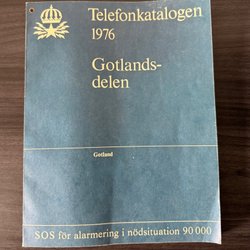 Telefonkatalogen
1976
Gotlands-
delen
Gotland
SOS för alarmering i nödsituation 90 000